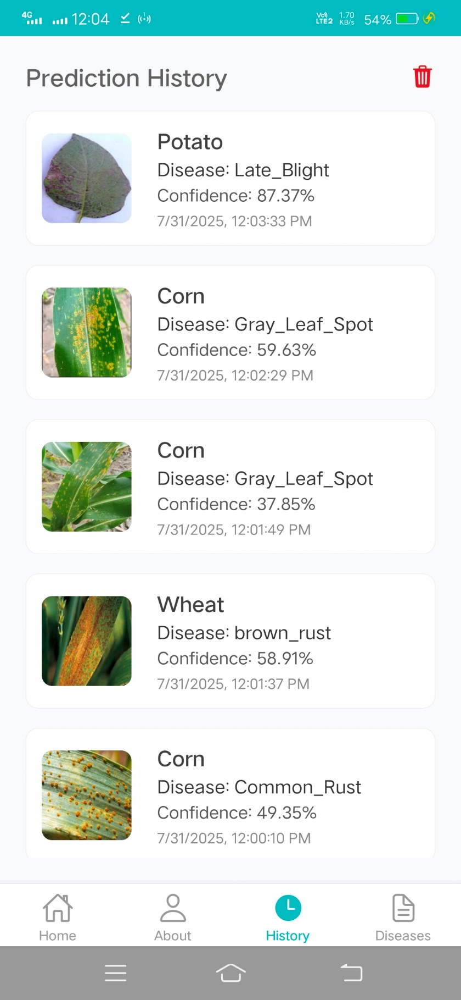 4G 12:04 Vo) LTE2 1.70 KB/s 54%
Prediction History
Potato
Disease: Late_Blight
Confidence: 87.37%
7/31/2025, 12:03:33 PM
Corn
Disease: Gray_Leaf_Spot
Confidence: 59.63%
7/31/2025, 12:02:29 PM
Corn
Disease: Gray_Leaf_Spot
Confidence: 37.85%
7/31/2025, 12:01:49 PM
Wheat
Disease: brown_rust
Confidence: 58.91%
7/31/2025, 12:01:37 PM
Corn
Disease: Common_Rust
Confidence: 49.35%
7/31/2025, 12:00:10 PM
Home About History Diseases